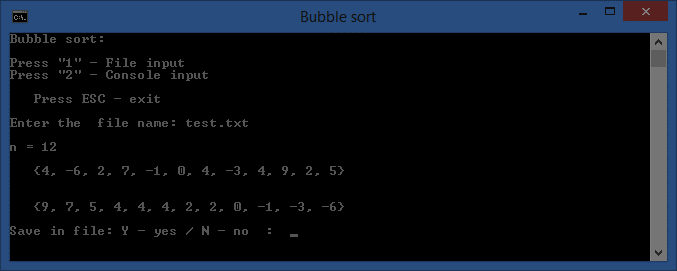 Bubble sort
Bubble sort:
Press "1" - File input
Press "2" - Console input
Press ESC - exit
Enter the  file name: test.txt
n = 12
{4, -6, 2, 7, -1, 0, 4, -3, 4, 9, 2, 5}
{9, 7, 5, 4, 4, 4, 2, 2, 0, -1, -3, -6}
Save in file: Y - yes / N - no  :  _